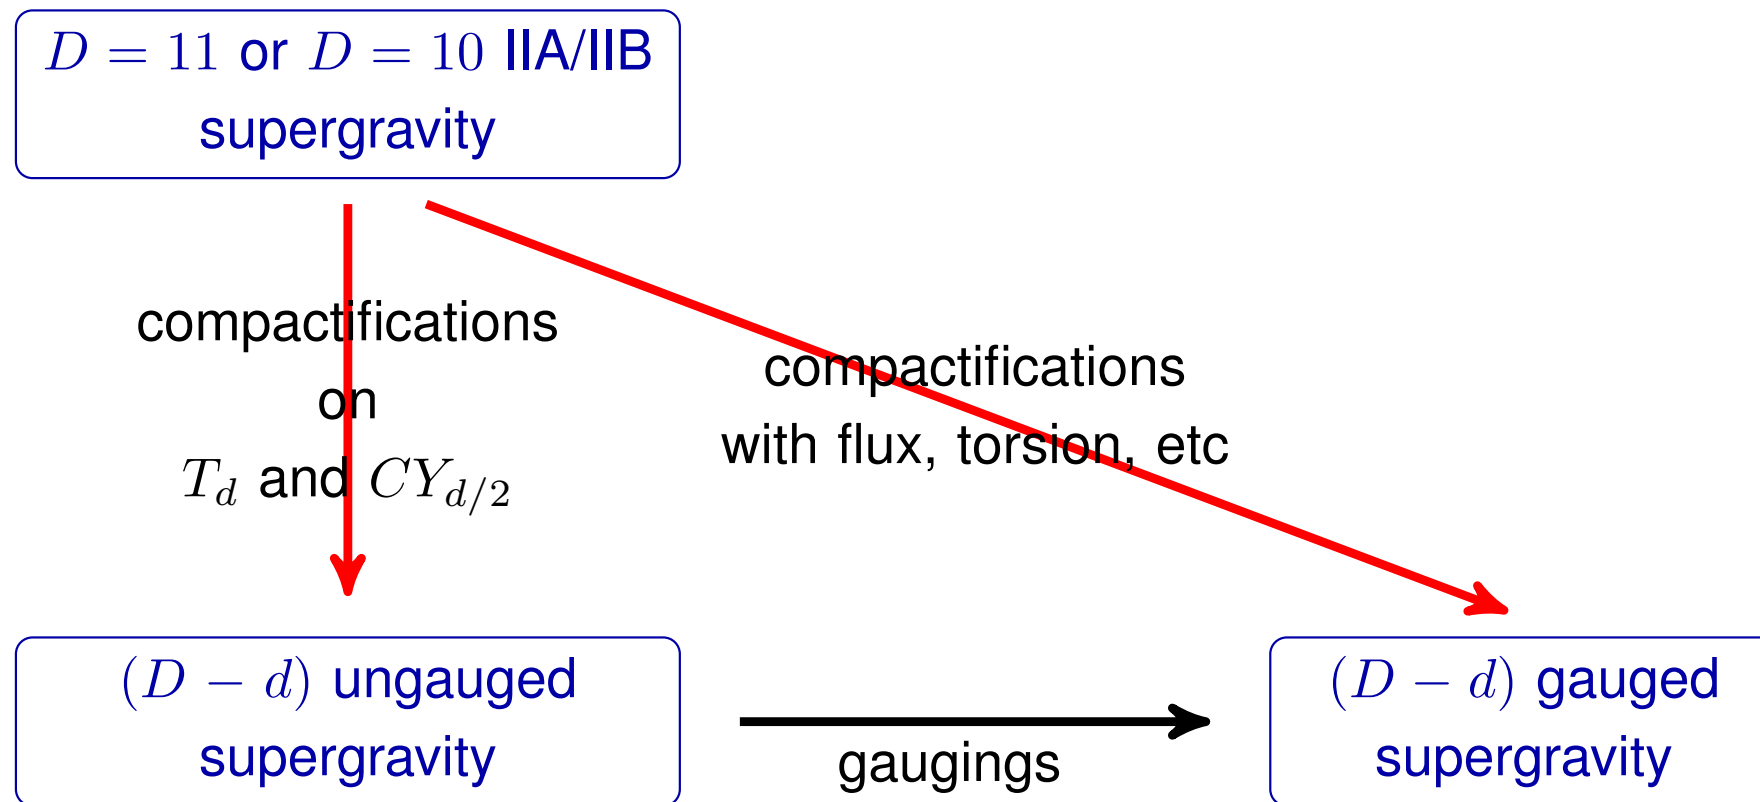 D = 11 or D = 10 IIA/IIB
supergravity
compactifications
on
T_d and CY_{d/2}
compactifications
with flux, torsion, etc
(D − d) ungauged
supergravity
gaugings
(D − d) gauged
supergravity